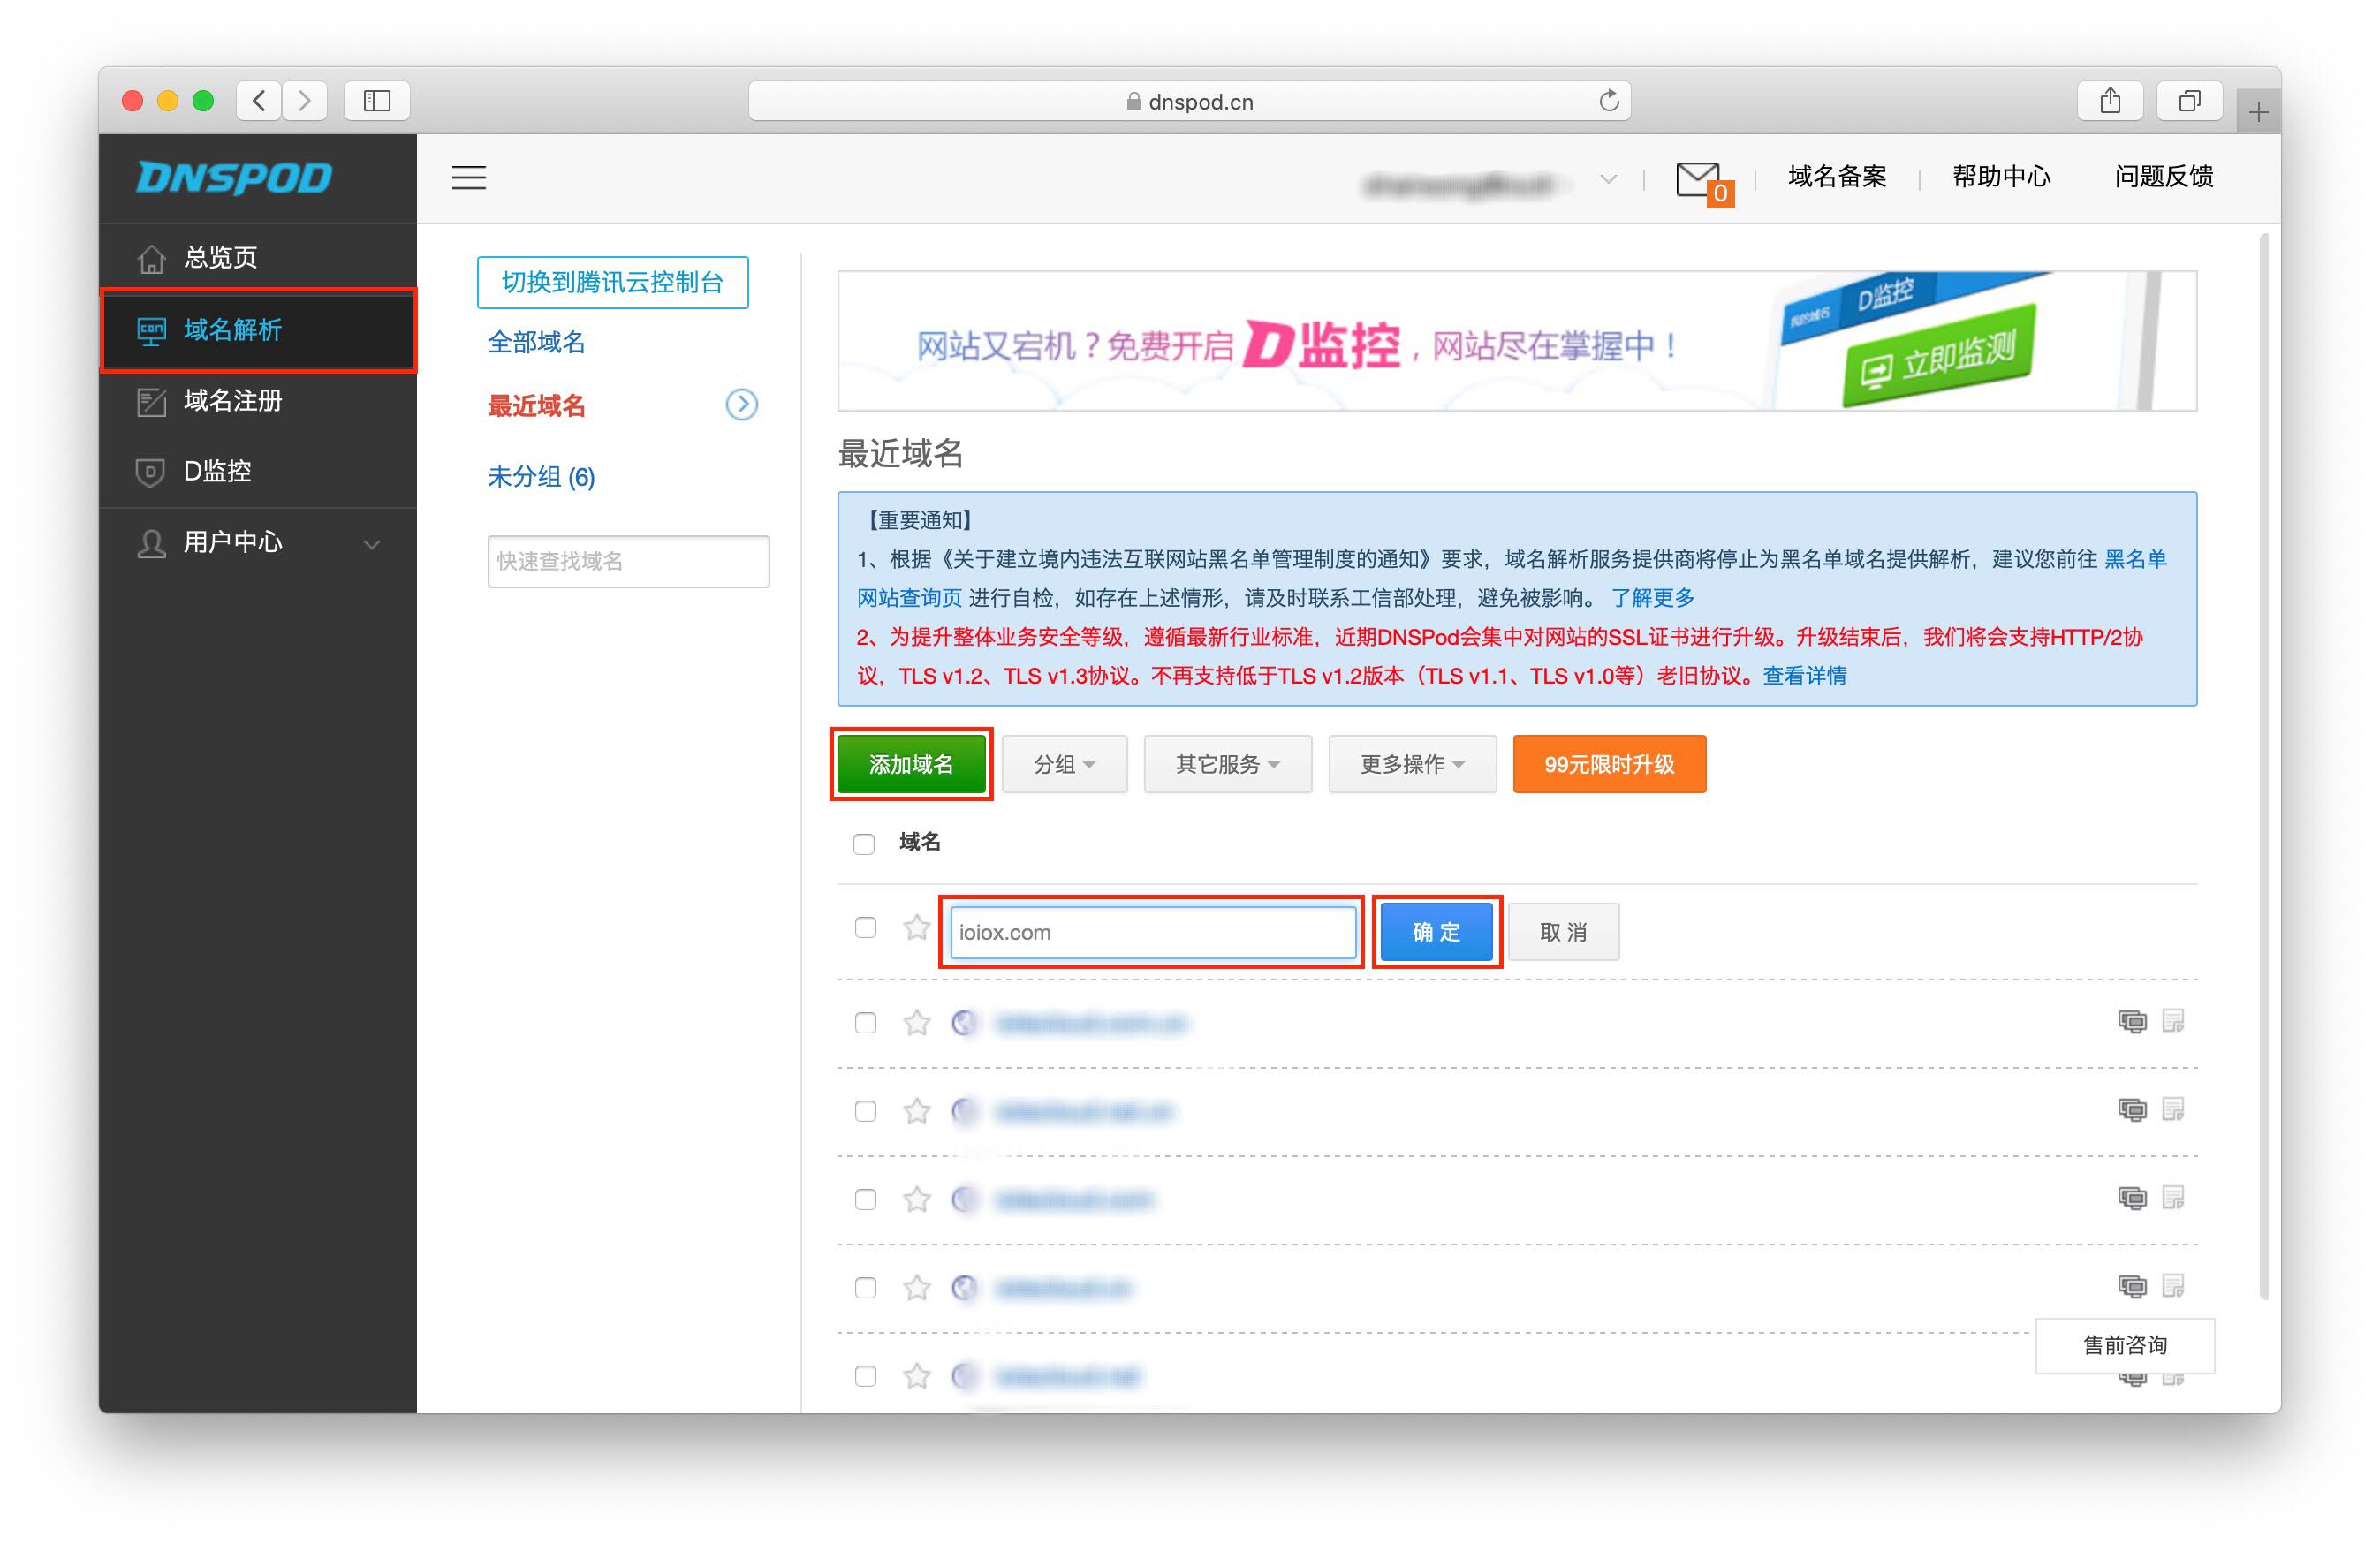 dnspod.cn
DNSPOD
域名备案
帮助中心
问题反馈
0
总览页
域名解析
域名注册
D监控
用户中心
切换到腾讯云控制台
全部域名
最近域名
未分组 (6)
快速查找域名
网站又宕机？免费开启D监控，网站尽在掌握中！
我的域名
D监控
立即监测
最近域名
【重要通知】
1、根据《关于建立境内违法互联网站黑名单管理制度的通知》要求，域名解析服务提供商将停止为黑名单域名提供解析，建议您前往 黑名单
网站查询页 进行自检，如存在上述情形，请及时联系工信部处理，避免被影响。 了解更多
2、为提升整体业务安全等级，遵循最新行业标准，近期DNSPod会集中对网站的SSL证书进行升级。升级结束后，我们将会支持HTTP/2协
议，TLS v1.2、TLS v1.3协议。不再支持低于TLS v1.2版本（TLS v1.1、TLS v1.0等）老旧协议。查看详情
添加域名
分组
其它服务
更多操作
99元限时升级
域名
ioiox.com
确 定
取 消
售前咨询